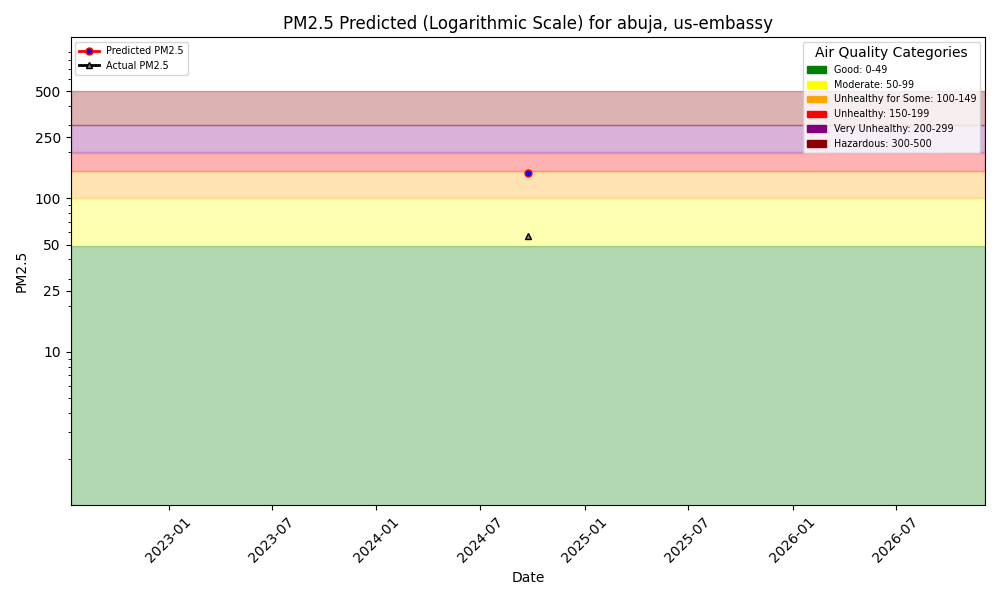 PM2.5 Predicted (Logarithmic Scale) for abuja, us-embassy
Predicted PM2.5
Actual PM2.5
Air Quality Categories
Good: 0-49
Moderate: 50-99
Unhealthy for Some: 100-149
Unhealthy: 150-199
Very Unhealthy: 200-299
Hazardous: 300-500
PM2.5
500
250
100
50
25
10
2023-01
2023-07
2024-01
2024-07
2025-01
2025-07
2026-01
2026-07
Date